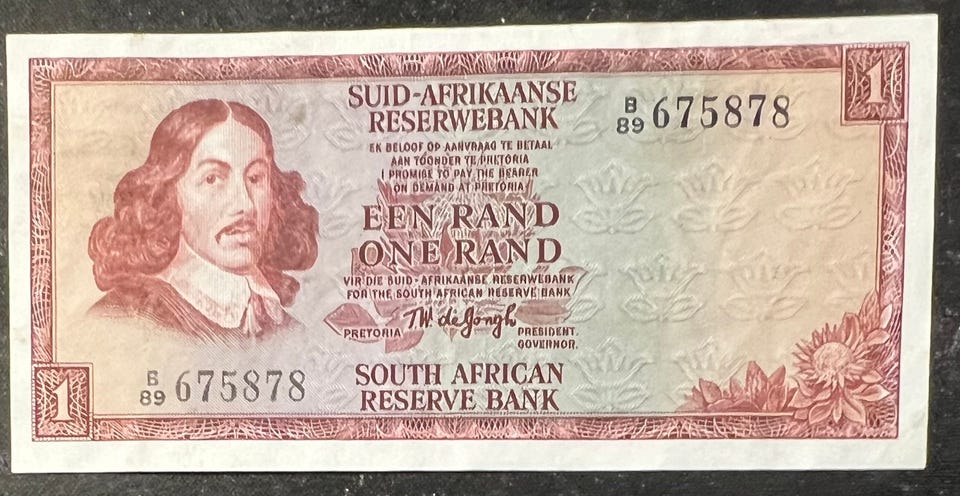 1
SUID-AFRIKAANSE
RESERWEBANK
B
89 675878
EK BELOOF OP AANVRAAG TE BETAAL
AAN TOONDER TE PRETORIA
I PROMISE TO PAY THE BEARER
ON DEMAND AT PRETORIA
EEN RAND
ONE RAND
VIR DIE SUID-AFRIKAANSE RESERWEBANK
FOR THE SOUTH AFRICAN RESERVE BANK
T.W. de Jongh
PRETORIA PRESIDENT.
GOVERNOR.
SOUTH AFRICAN
RESERVE BANK
B
89 675878
1